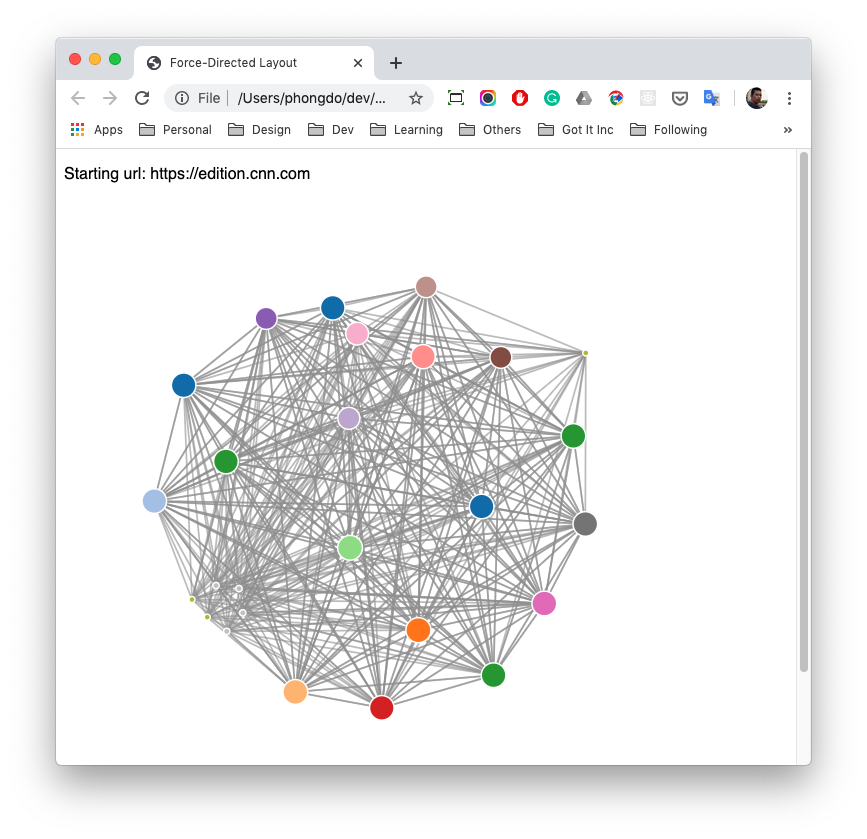 Force-Directed Layout
File /Users/phongdo/dev/...
Apps Personal Design Dev Learning Others Got It Inc Following »
Starting url: https://edition.cnn.com